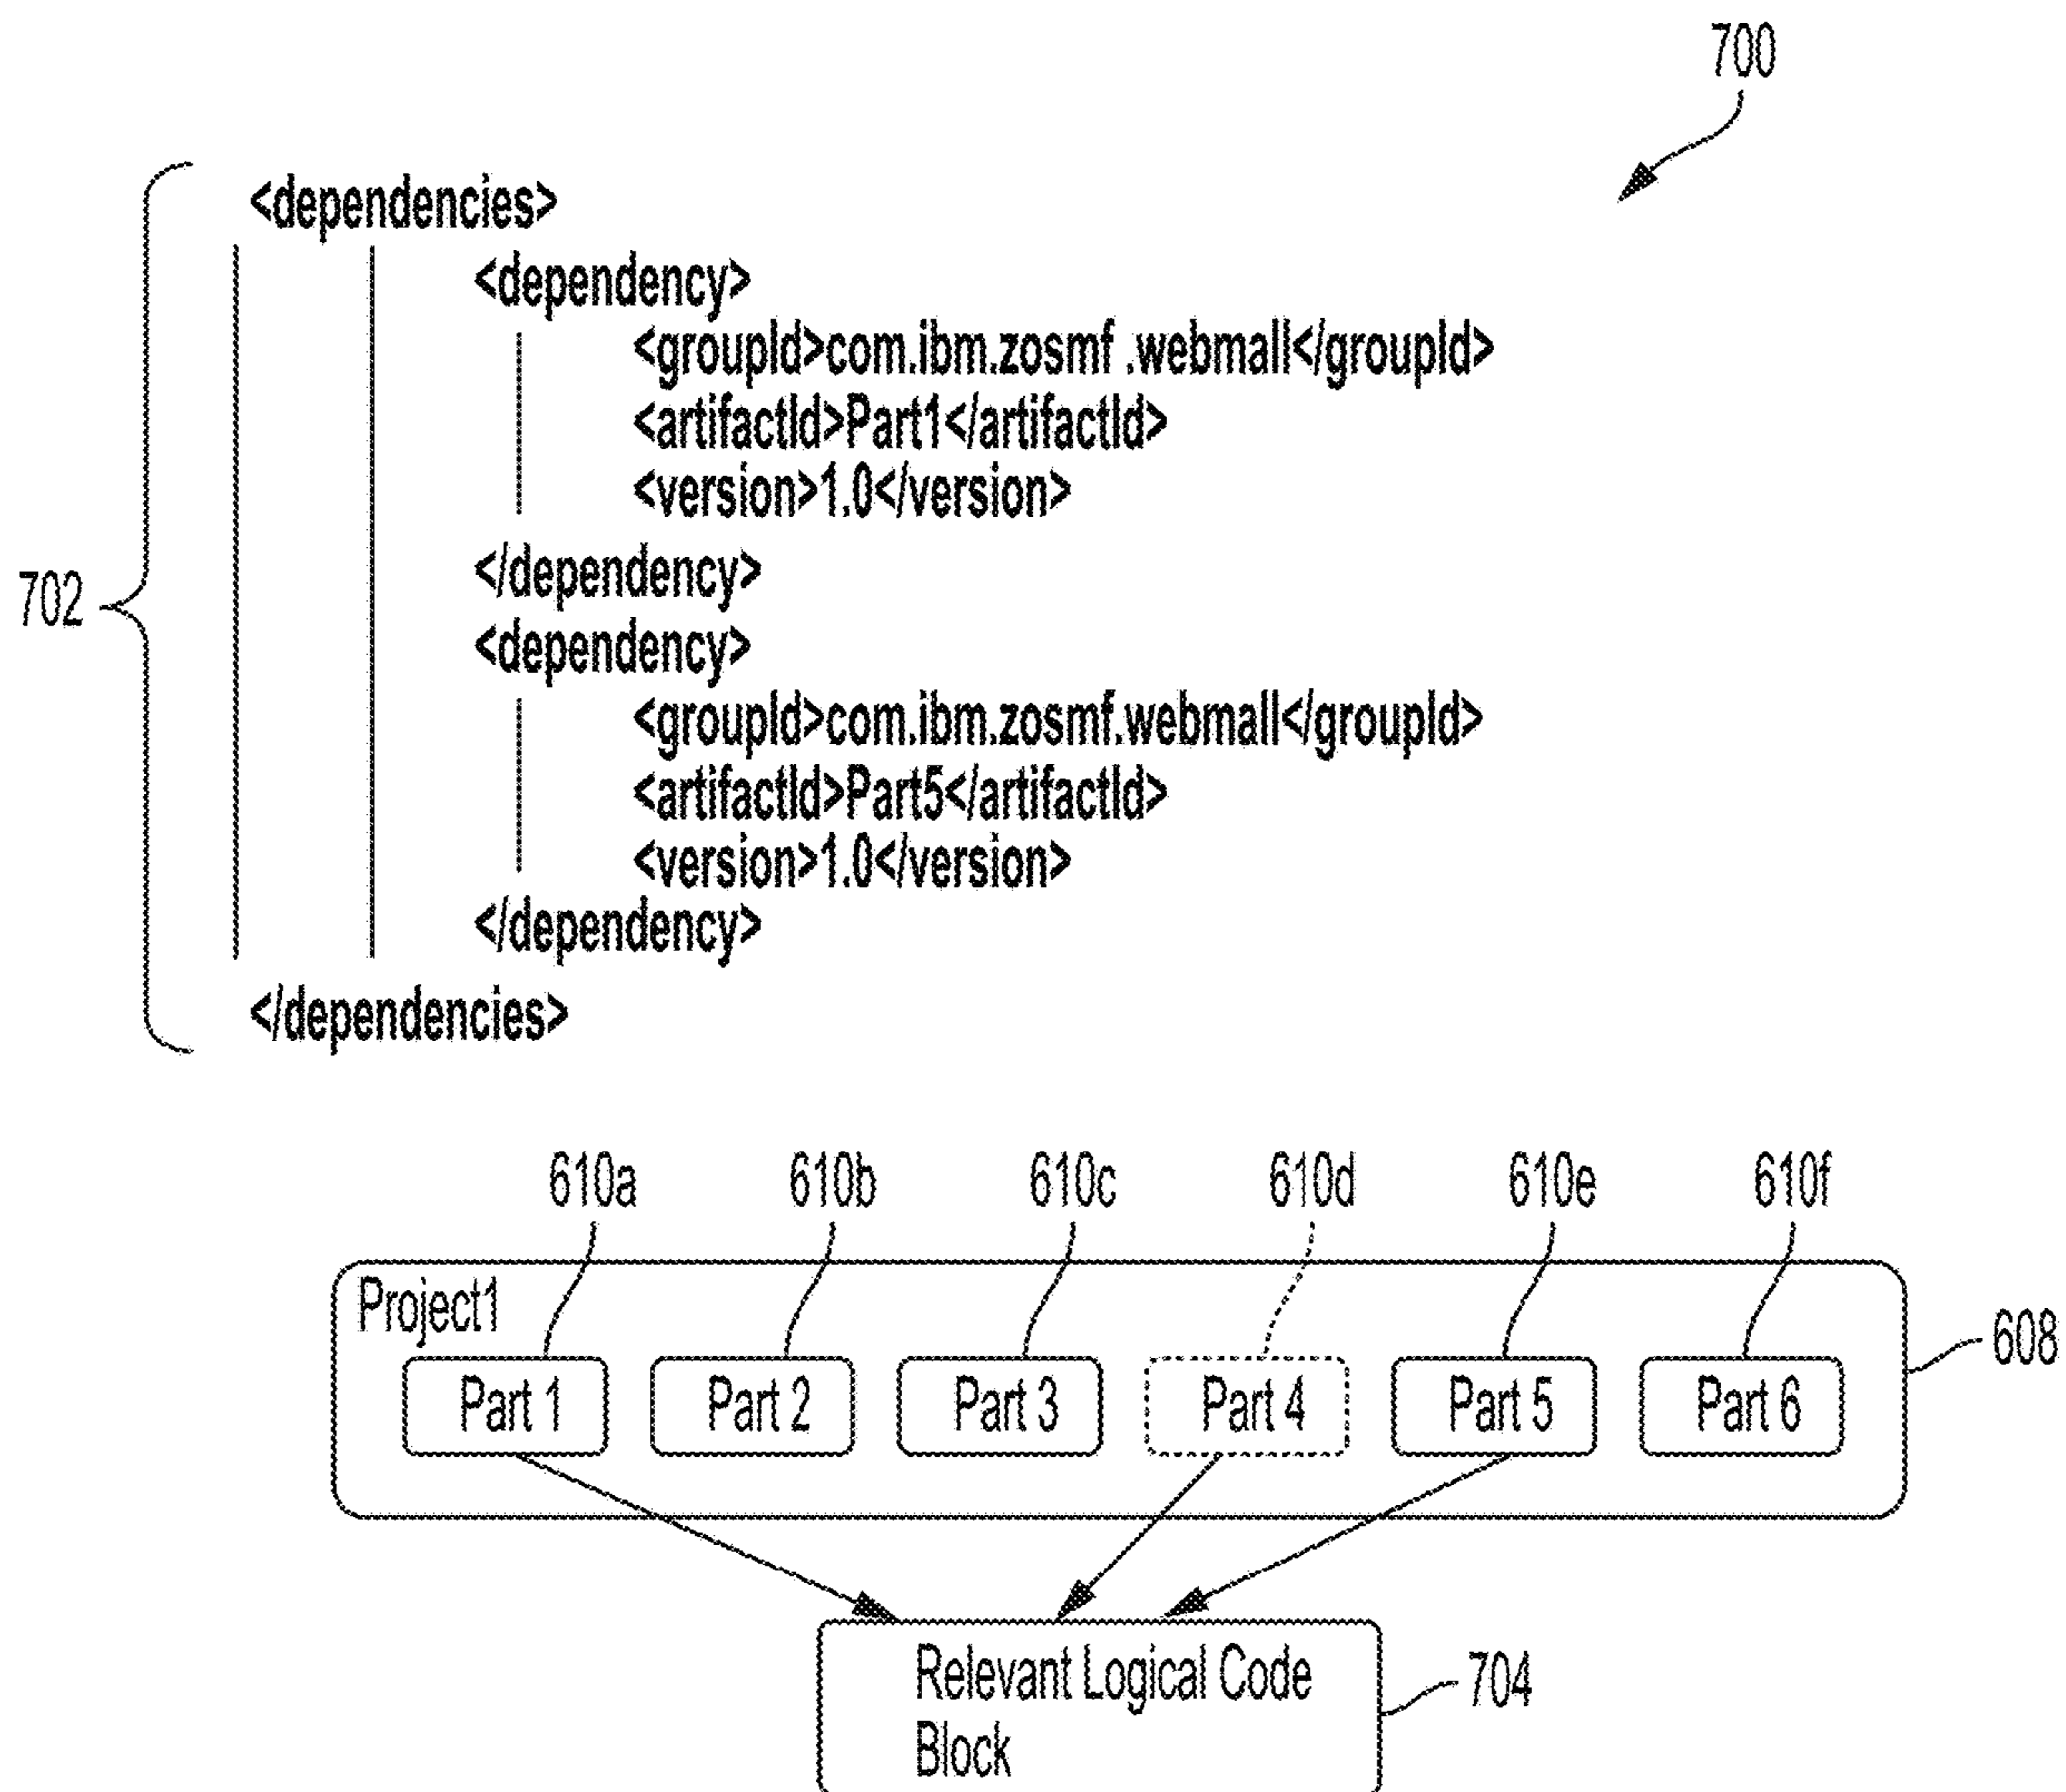 700
<dependencies>
<dependency>
<groupId>com.ibm.zosmf .webmall</groupId>
<artifactId>Part1</artifactId>
<version>1.0</version>
</dependency>
702
<dependency>
<groupId>com.ibm.zosmf.webmall</groupId>
<artifactId>Part5</artifactId>
<version>1.0</version>
</dependency>
</dependencies>
610a 610b 610c 610d 610e 610f
Project1
608
Part 1 Part 2 Part 3 Part 4 Part 5 Part 6
Relevant Logical Code
704
Block